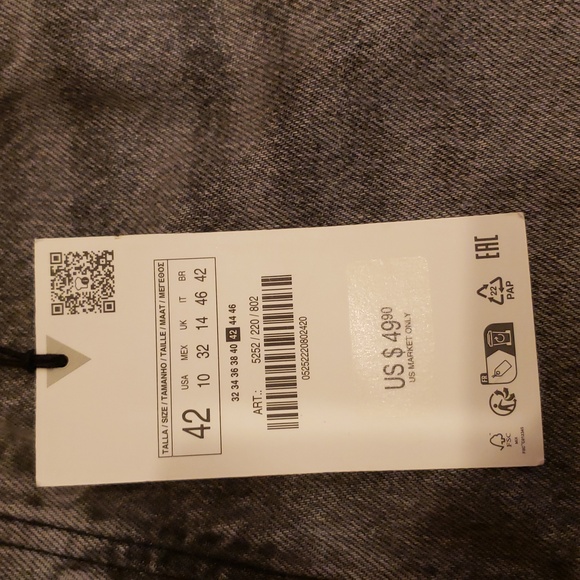 TALLA / SIZE / TAMANHO / TAILLE / MAAT / ΜΕΓΕΘΟΣ
42
USA MEX UK IT BR
10 32 14 46 42
32 34 36 38 40 42 44 46
ART.: 5252 / 220 / 802
05252220802420
US $ 49.90
US MARKET ONLY
FR
22
PAP
EAC
FSC